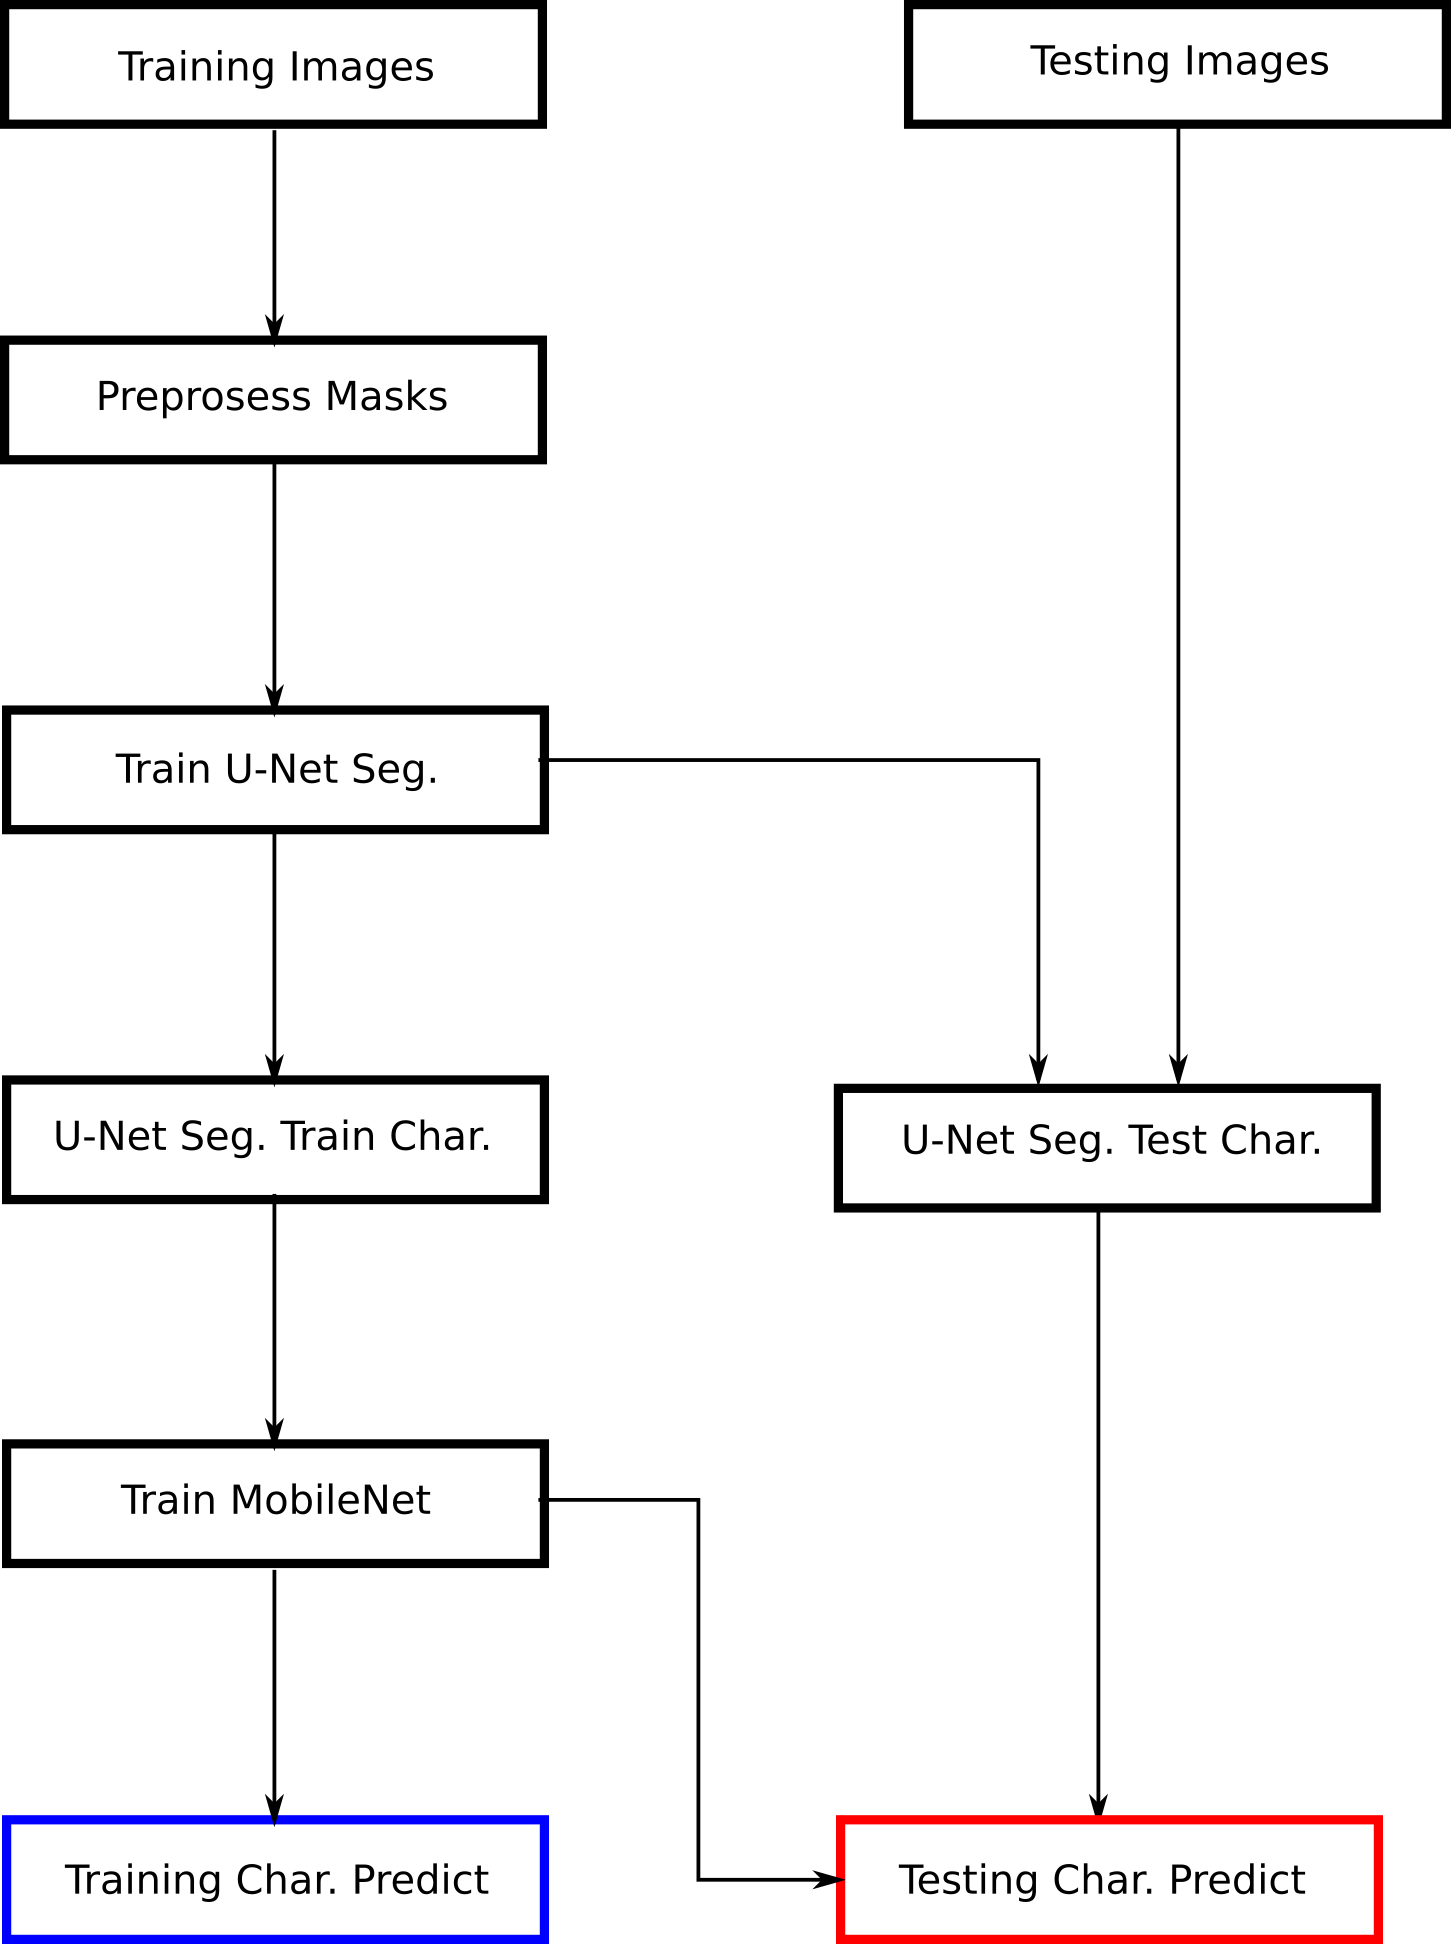 Training Images
Testing Images
Preprosess Masks
Train U-Net Seg.
U-Net Seg. Train Char.
U-Net Seg. Test Char.
Train MobileNet
Training Char. Predict
Testing Char. Predict